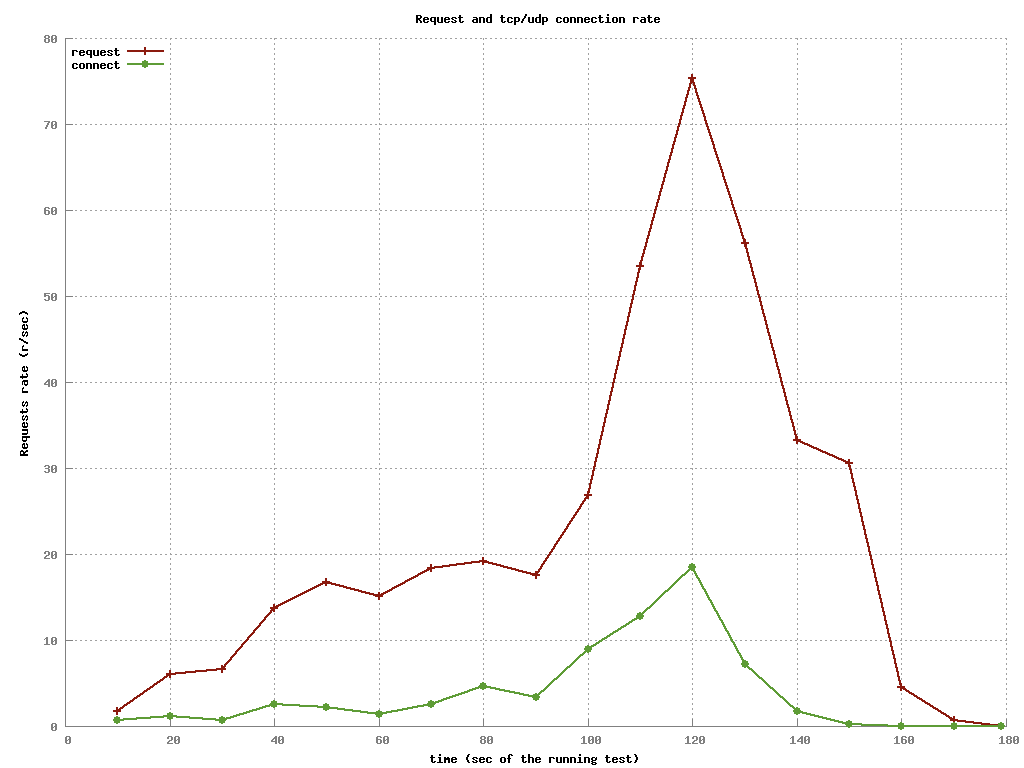 Request and tcp/udp connection rate
80
request
connect
70
60
50
40
30
20
10
0
Requests rate (r/sec)
0 20 40 60 80 100 120 140 160 180
time (sec of the running test)